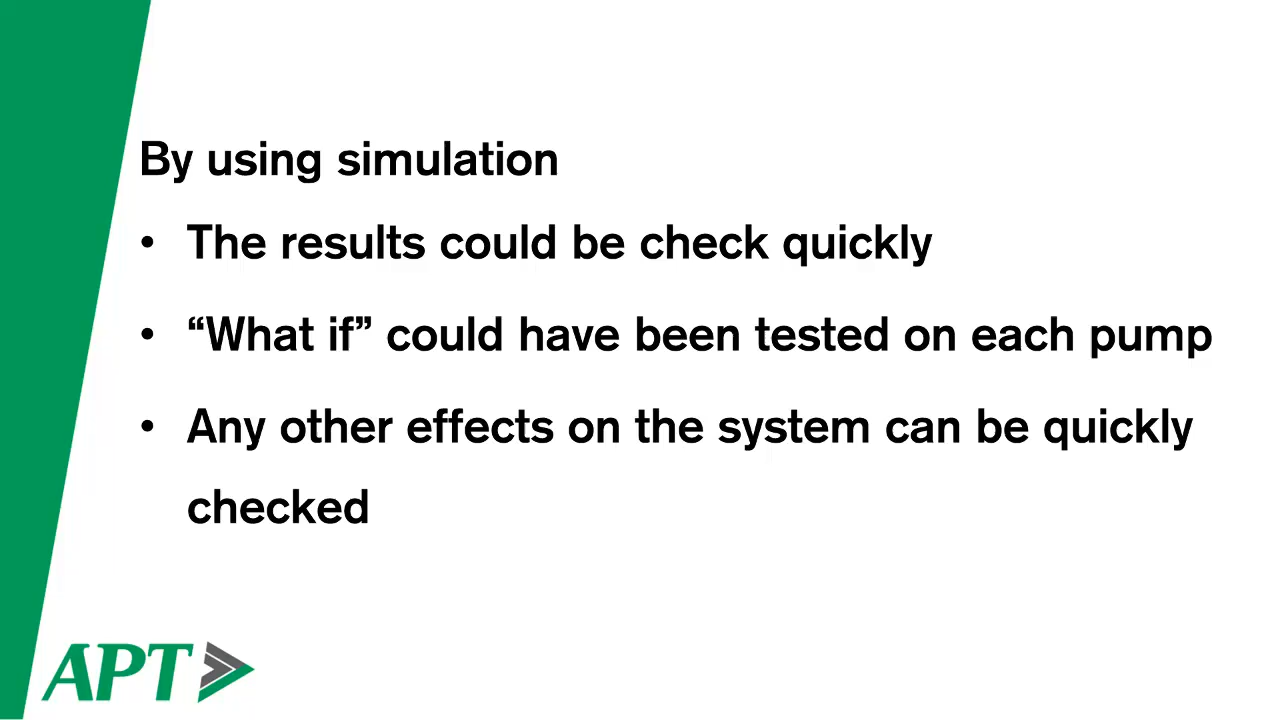 By using simulation
• The results could be check quickly
• “What if” could have been tested on each pump
• Any other effects on the system can be quickly
checked
APT